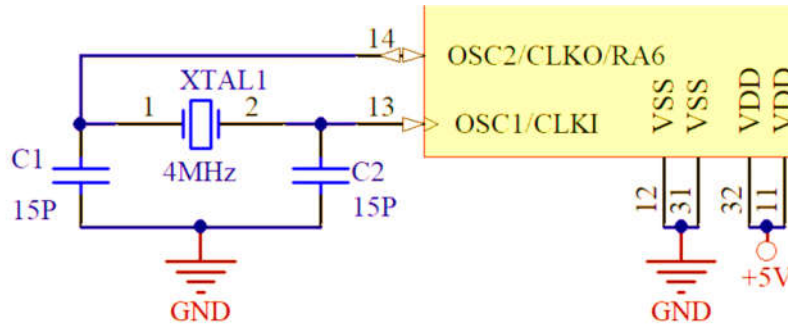 14
OSC2/CLKO/RA6
XTAL1
1
2
13
OSC1/CLKI
VSS
VSS
VDD
VDD
C1
4MHz
C2
15P
15P
12
31
32
11
GND
GND
+5V